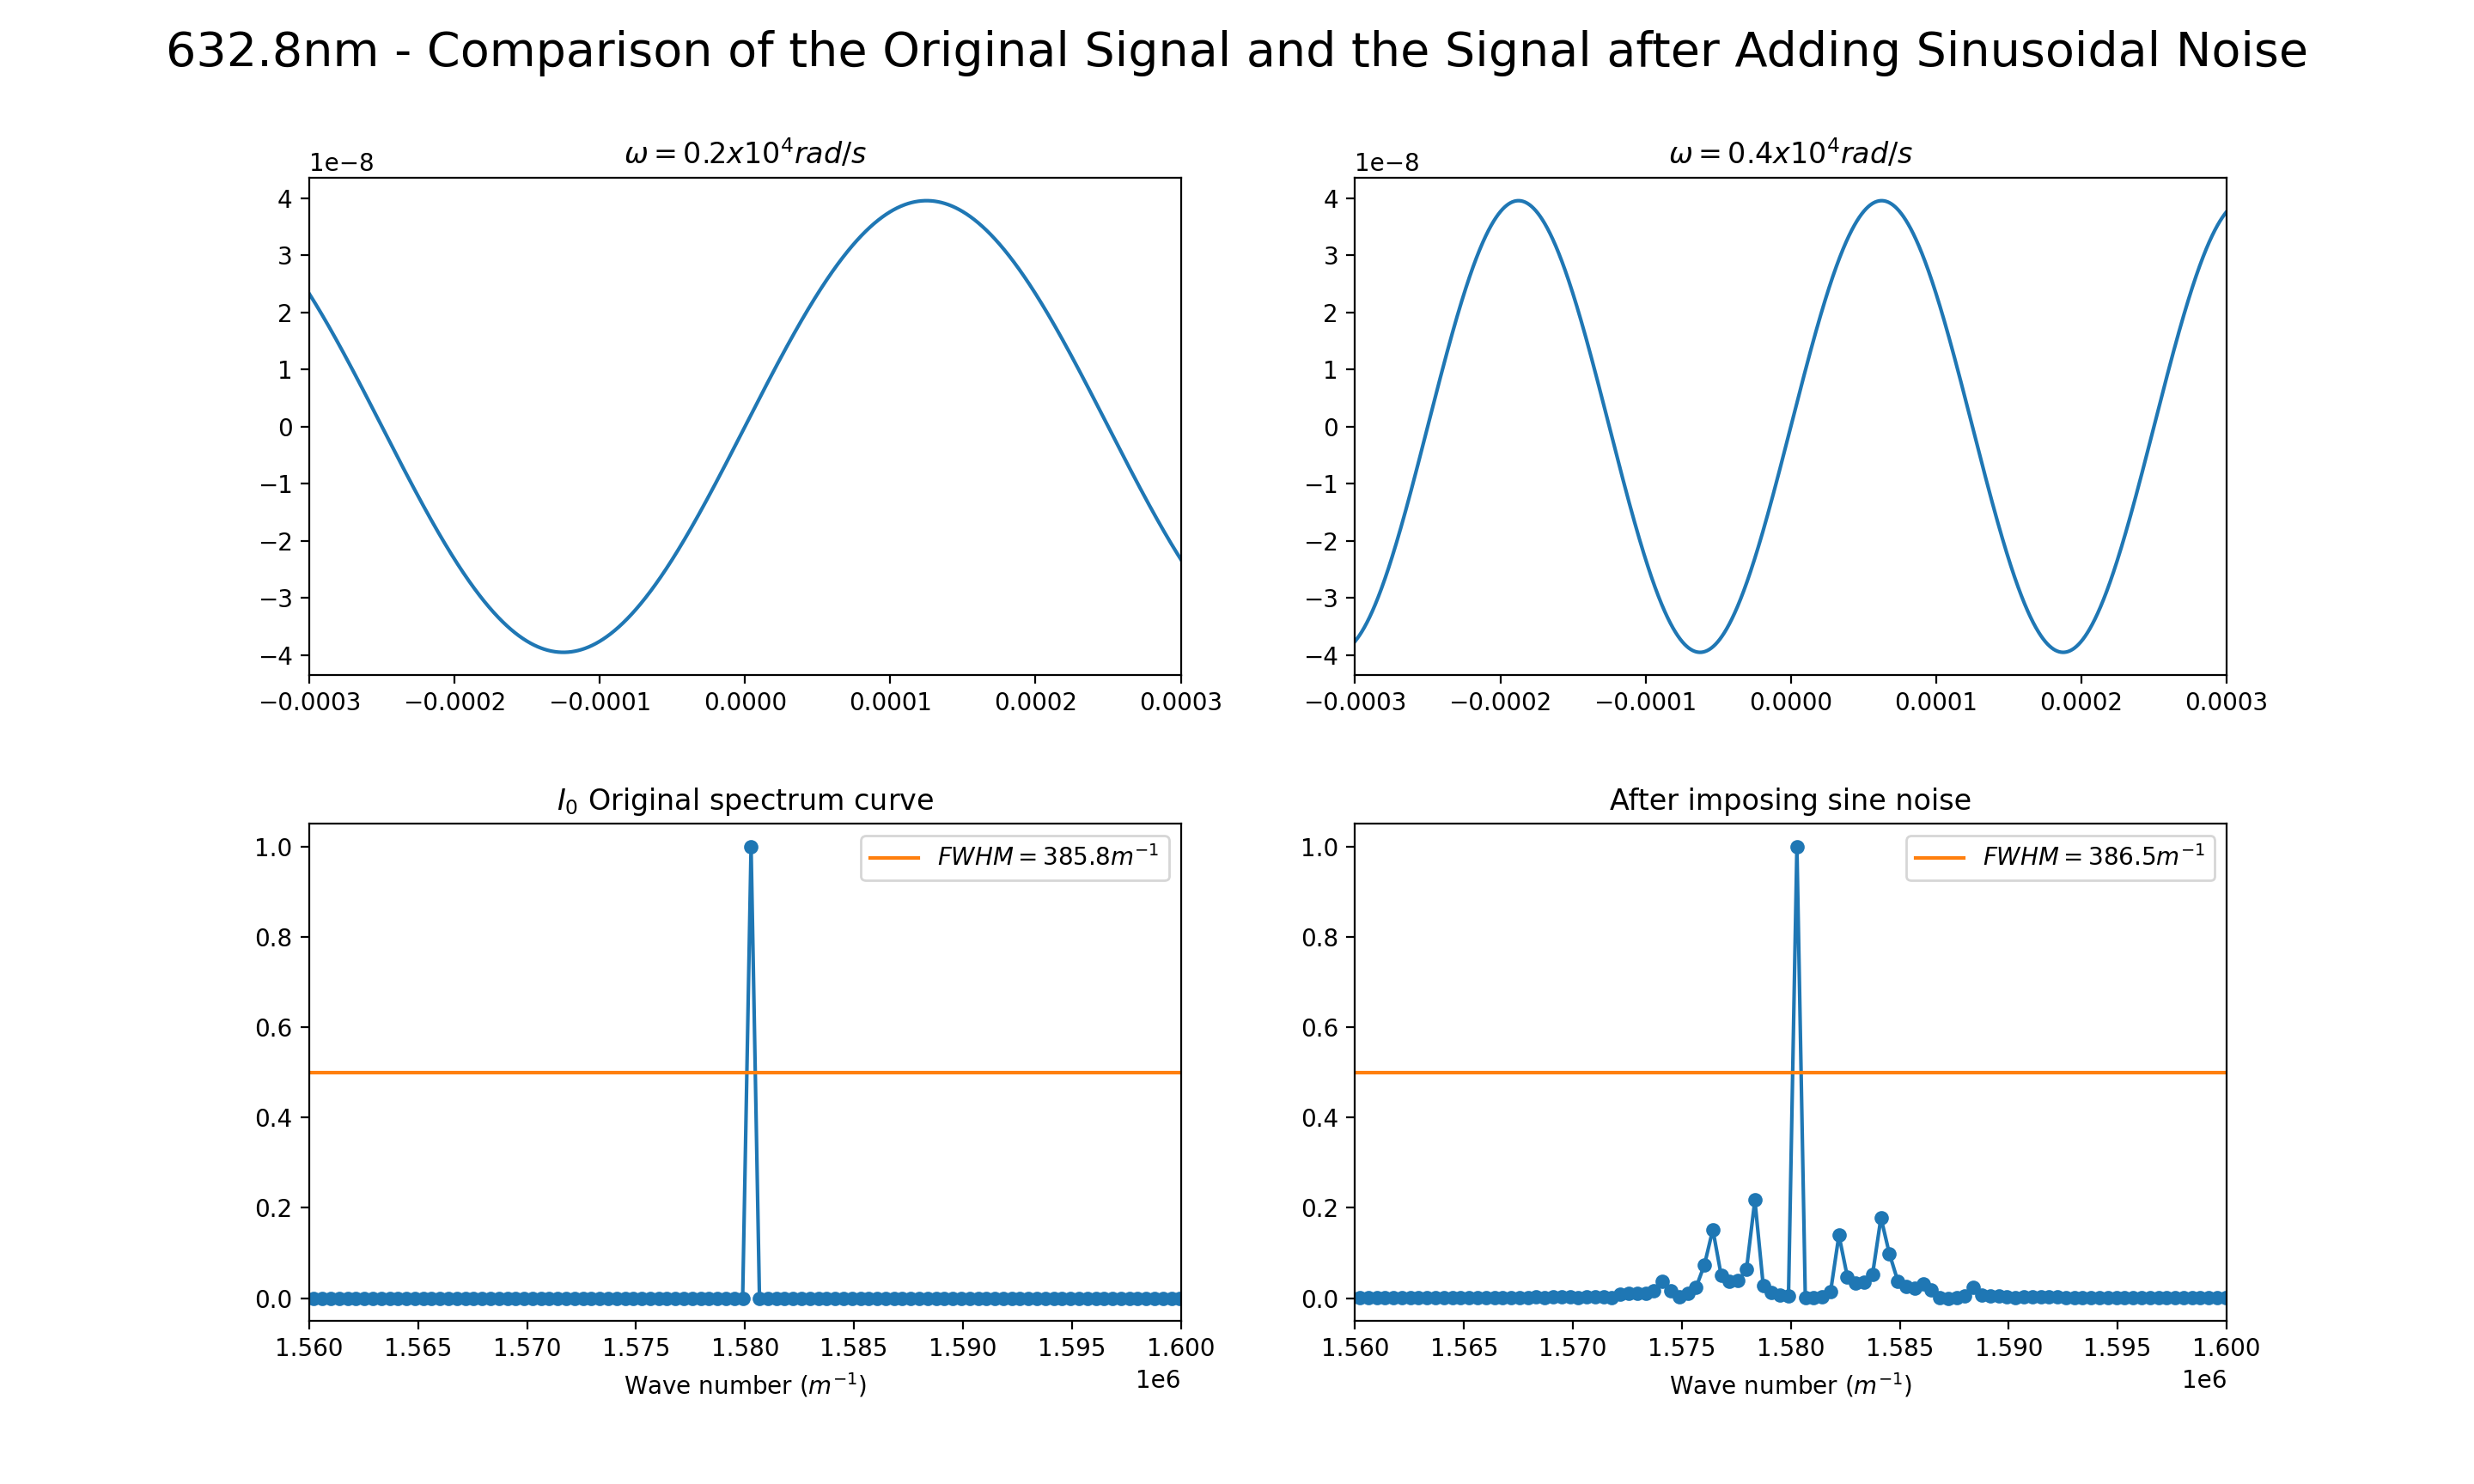 632.8nm - Comparison of the Original Signal and the Signal after Adding Sinusoidal Noise
1e−8
ω = 0.2x10⁴rad/s
4
3
2
1
0
−1
−2
−3
−4
−0.0003 −0.0002 −0.0001 0.0000 0.0001 0.0002 0.0003
1e−8
ω = 0.4x10⁴rad/s
4
3
2
1
0
−1
−2
−3
−4
−0.0003 −0.0002 −0.0001 0.0000 0.0001 0.0002 0.0003
I₀ Original spectrum curve
FWHM = 385.8m⁻¹
1.0
0.8
0.6
0.4
0.2
0.0
1.560 1.565 1.570 1.575 1.580 1.585 1.590 1.595 1.600
Wave number (m⁻¹)
1e6
After imposing sine noise
FWHM = 386.5m⁻¹
1.0
0.8
0.6
0.4
0.2
0.0
1.560 1.565 1.570 1.575 1.580 1.585 1.590 1.595 1.600
Wave number (m⁻¹)
1e6